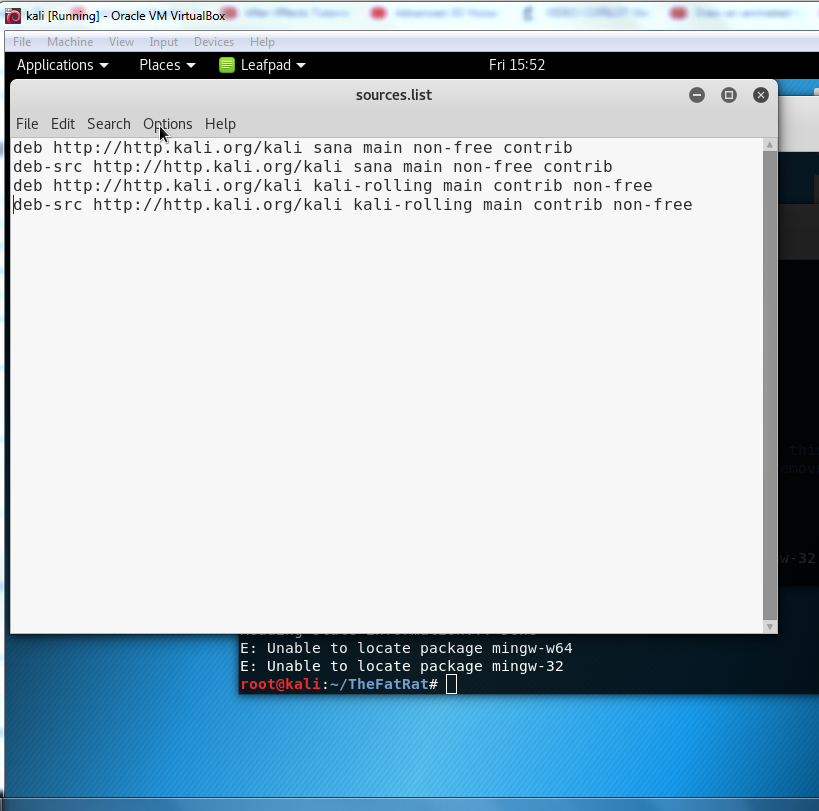 kali [Running] - Oracle VM VirtualBox
File Machine View Input Devices Help
Applications Places Leafpad Fri 15:52
sources.list
File Edit Search Options Help
deb http://http.kali.org/kali sana main non-free contrib
deb-src http://http.kali.org/kali sana main non-free contrib
deb http://http.kali.org/kali kali-rolling main contrib non-free
deb-src http://http.kali.org/kali kali-rolling main contrib non-free
thi
w-32
E: Unable to locate package mingw-w64
E: Unable to locate package mingw-32
root@kali:~/TheFatRat#